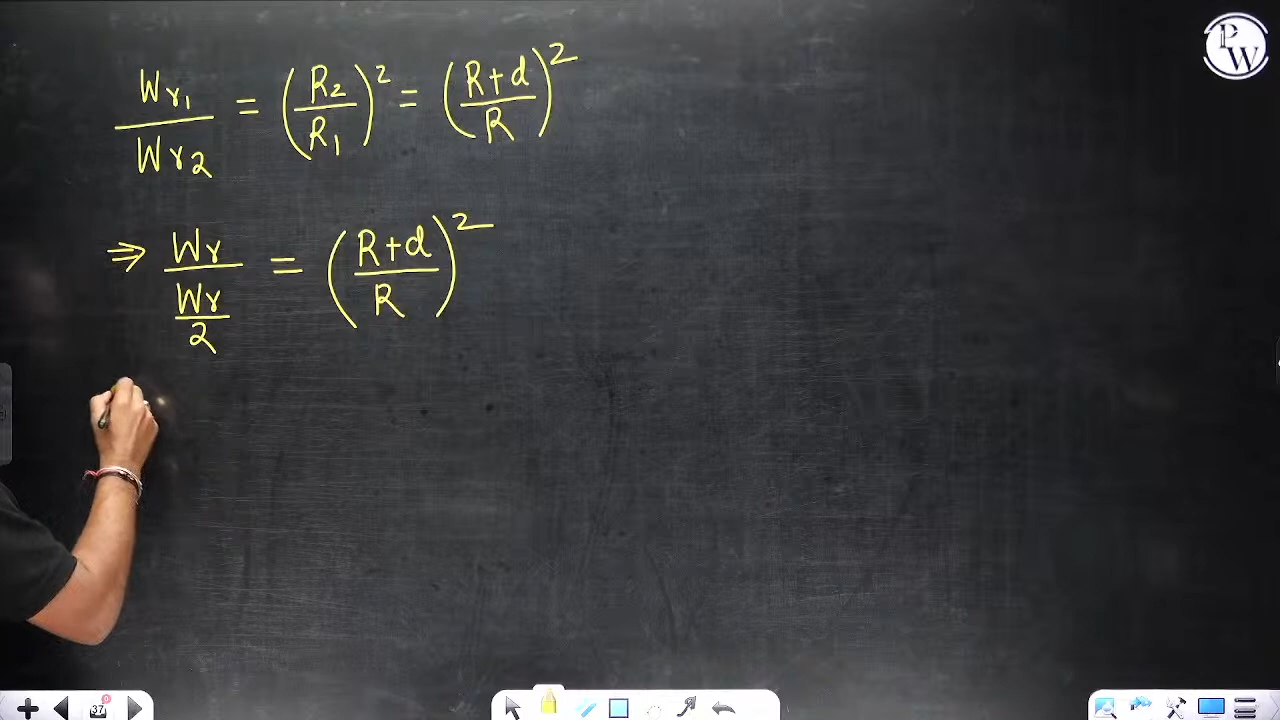 Wr1/Wr2 = (R2/R1)² = (R+d/R)²
⇒ Wr/(Wr/2) = (R+d/R)²
PW
37